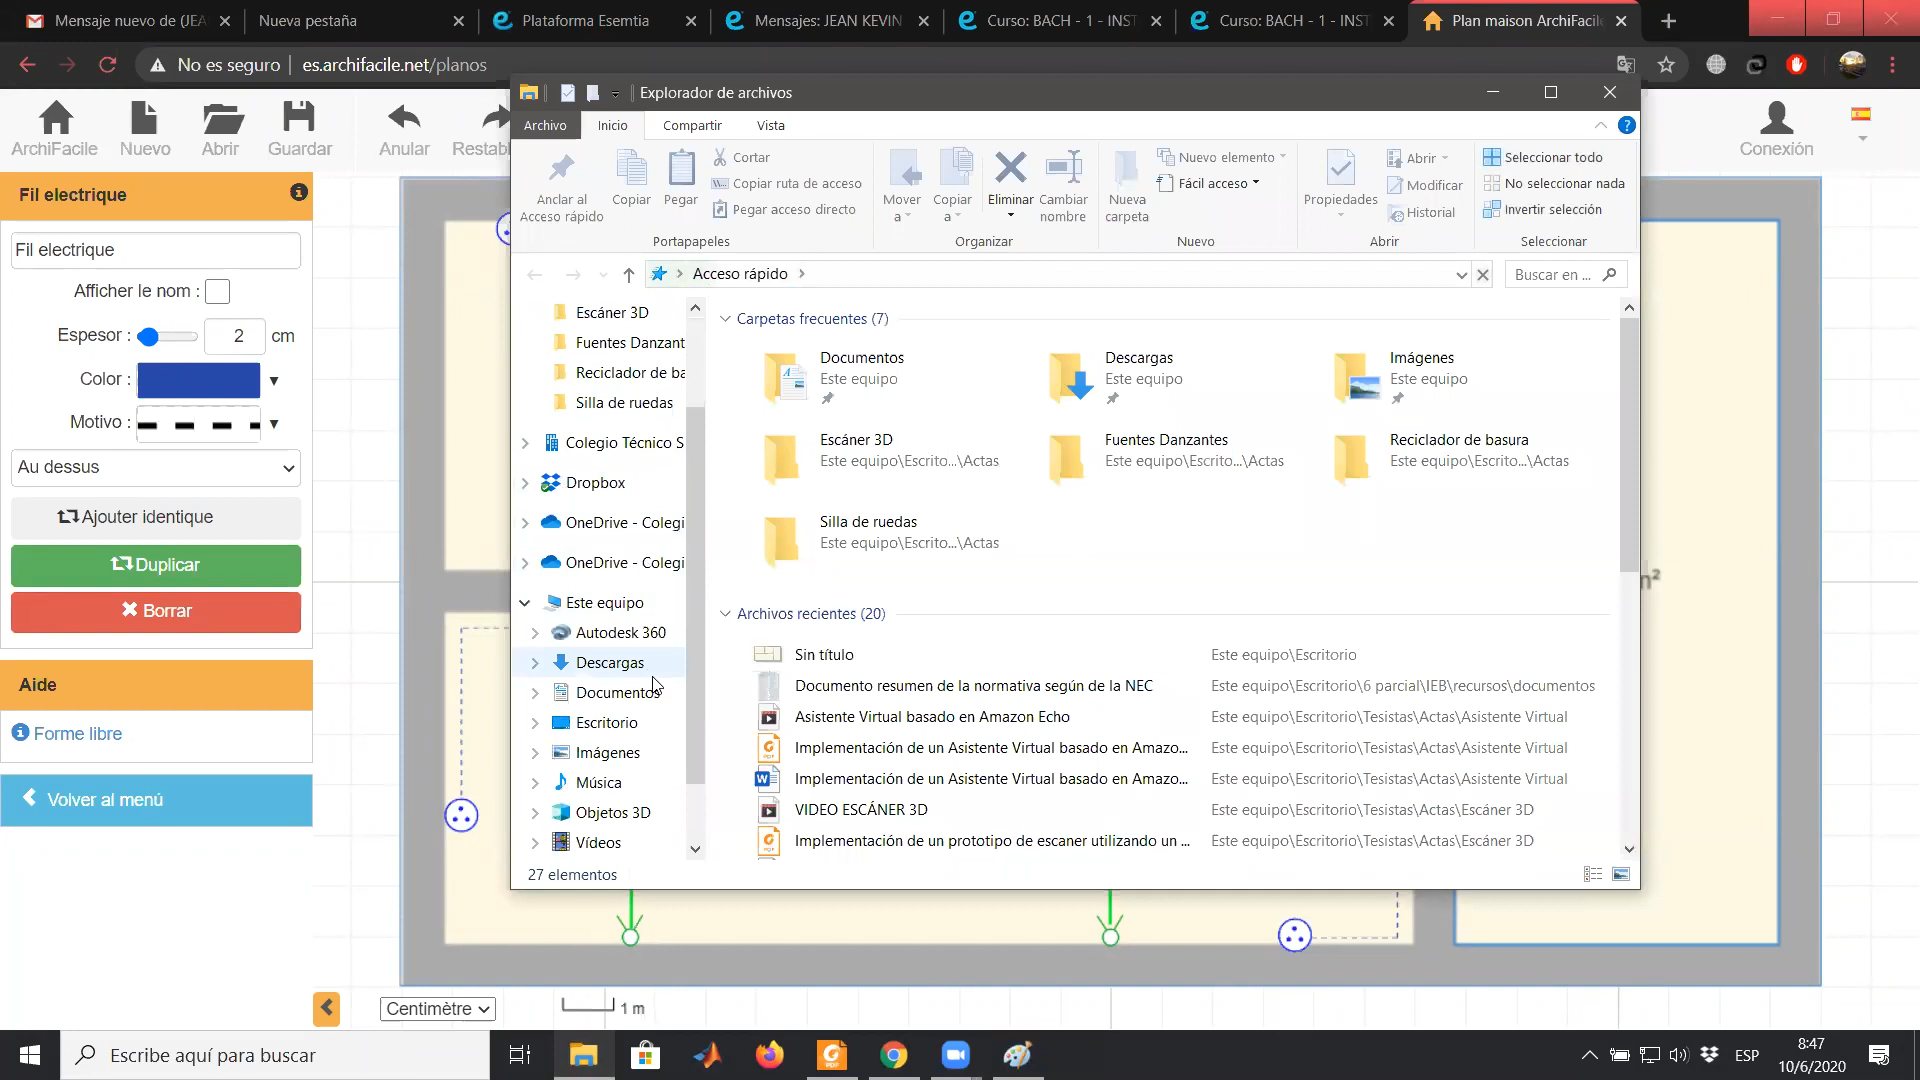 Mensaje nuevo de (JEA
Nueva pestaña
Plataforma Esemtia
Mensajes: JEAN KEVIN
Curso: BACH - 1 - INST
Curso: BACH - 1 - INST
Plan maison ArchiFacile
No es seguro | es.archifacile.net/planos
ArchiFacile
Nuevo
Abrir
Guardar
Anular
Conexión
Fil electrique
Fil electrique
Afficher le nom :
Espesor : 2 cm
Color :
Motivo :
Au dessus
Ajouter identique
Duplicar
Borrar
Aide
Forme libre
Volver al menú
Centimètre
1 m
Explorador de archivos
Archivo
Inicio
Compartir
Vista
Anclar al
Acceso rápido
Copiar
Pegar
Cortar
Copiar ruta de acceso
Pegar acceso directo
Portapapeles
Mover
a
Copiar
a
Eliminar
Cambiar
nombre
Organizar
Nueva
carpeta
Nuevo elemento
Fácil acceso
Nuevo
Propiedades
Abrir
Modificar
Historial
Abrir
Seleccionar todo
No seleccionar nada
Invertir selección
Seleccionar
Acceso rápido
Buscar en ...
Escáner 3D
Fuentes Danzant
Reciclador de ba
Silla de ruedas
Colegio Técnico S
Dropbox
OneDrive - Colegi
OneDrive - Colegi
Este equipo
Autodesk 360
Descargas
Documentos
Escritorio
Imágenes
Música
Objetos 3D
Vídeos
Carpetas frecuentes (7)
Documentos
Este equipo
Descargas
Este equipo
Imágenes
Este equipo
Escáner 3D
Este equipo\Escrito...\Actas
Fuentes Danzantes
Este equipo\Escrito...\Actas
Reciclador de basura
Este equipo\Escrito...\Actas
Silla de ruedas
Este equipo\Escrito...\Actas
Archivos recientes (20)
Sin título Este equipo\Escritorio
Documento resumen de la normativa según de la NEC Este equipo\Escritorio\6 parcial\IEB\recursos\documentos
Asistente Virtual basado en Amazon Echo Este equipo\Escritorio\Tesistas\Actas\Asistente Virtual
Implementación de un Asistente Virtual basado en Amazo... Este equipo\Escritorio\Tesistas\Actas\Asistente Virtual
Implementación de un Asistente Virtual basado en Amazo... Este equipo\Escritorio\Tesistas\Actas\Asistente Virtual
VIDEO ESCÁNER 3D Este equipo\Escritorio\Tesistas\Actas\Escáner 3D
Implementación de un prototipo de escaner utilizando un ... Este equipo\Escritorio\Tesistas\Actas\Escáner 3D
27 elementos
Escribe aquí para buscar
ESP
8:47
10/6/2020